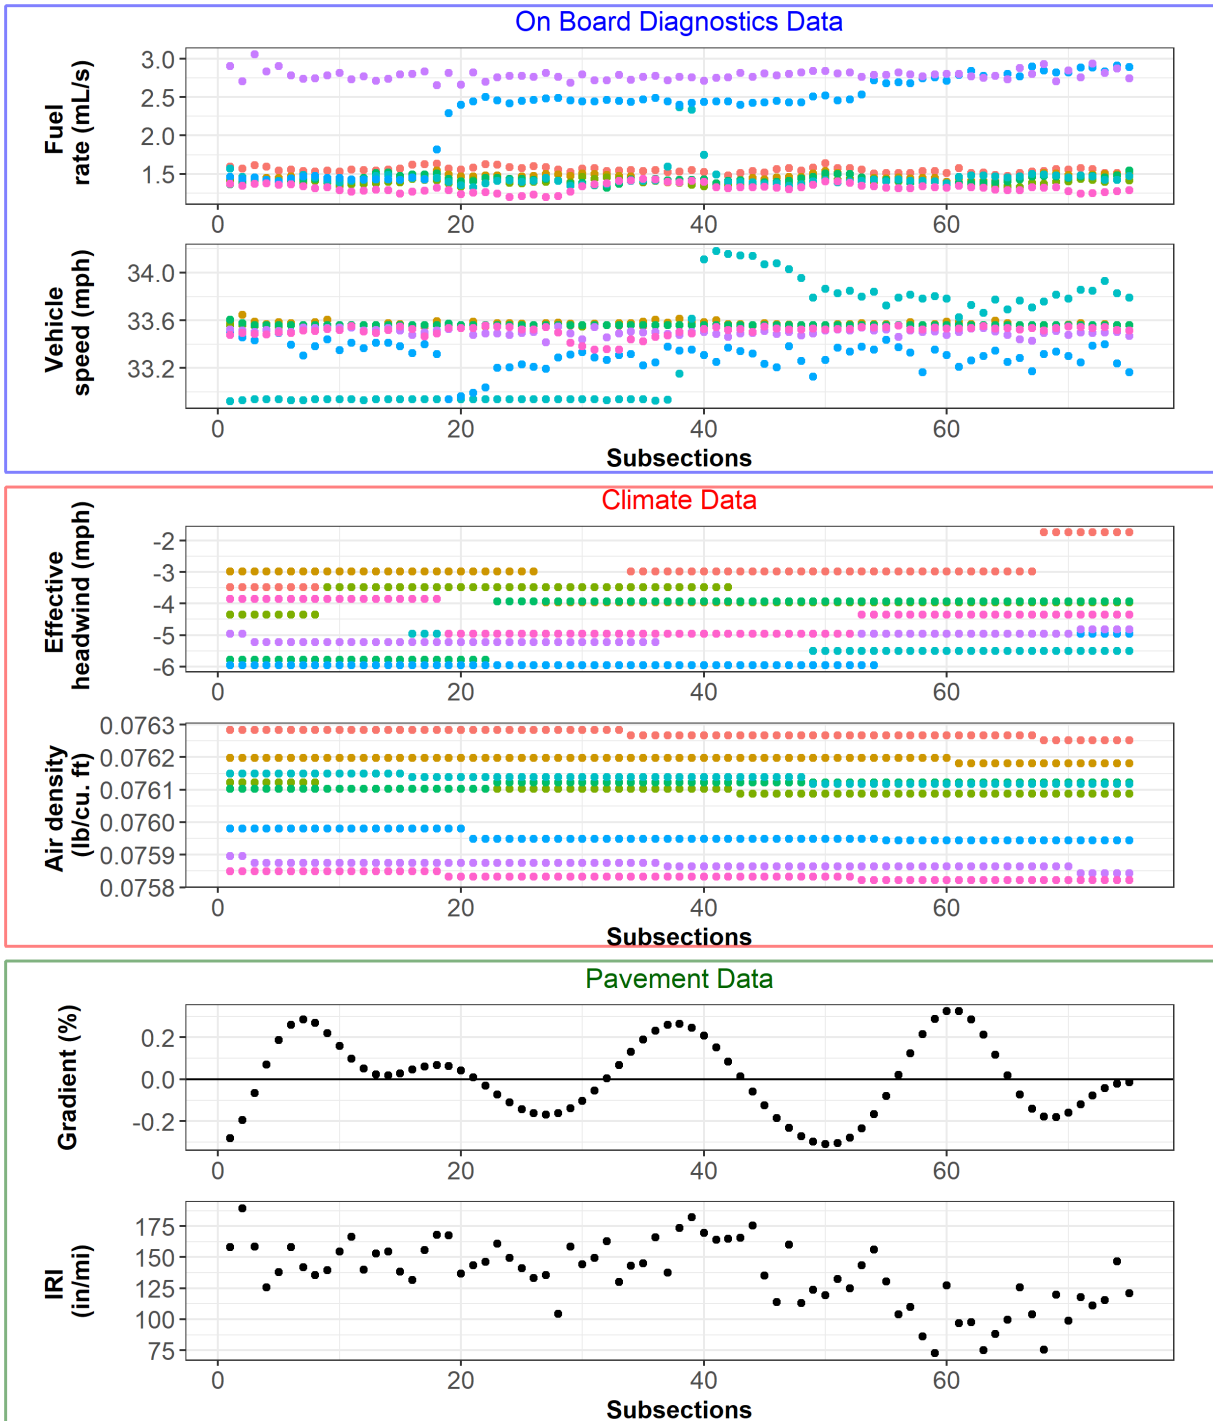 On Board Diagnostics Data
Fuel
rate (mL/s)
3.0
2.5
2.0
1.5
0 20 40 60
Vehicle
speed (mph)
34.0
33.6
33.2
0 20 40 60
Subsections
Climate Data
Effective
headwind (mph)
-2
-3
-4
-5
-6
0 20 40 60
Air density
(lb/cu. ft)
0.0763
0.0762
0.0761
0.0760
0.0759
0.0758
0 20 40 60
Subsections
Pavement Data
Gradient (%)
0.2
0.0
-0.2
0 20 40 60
IRI
(in/mi)
175
150
125
100
75
0 20 40 60
Subsections